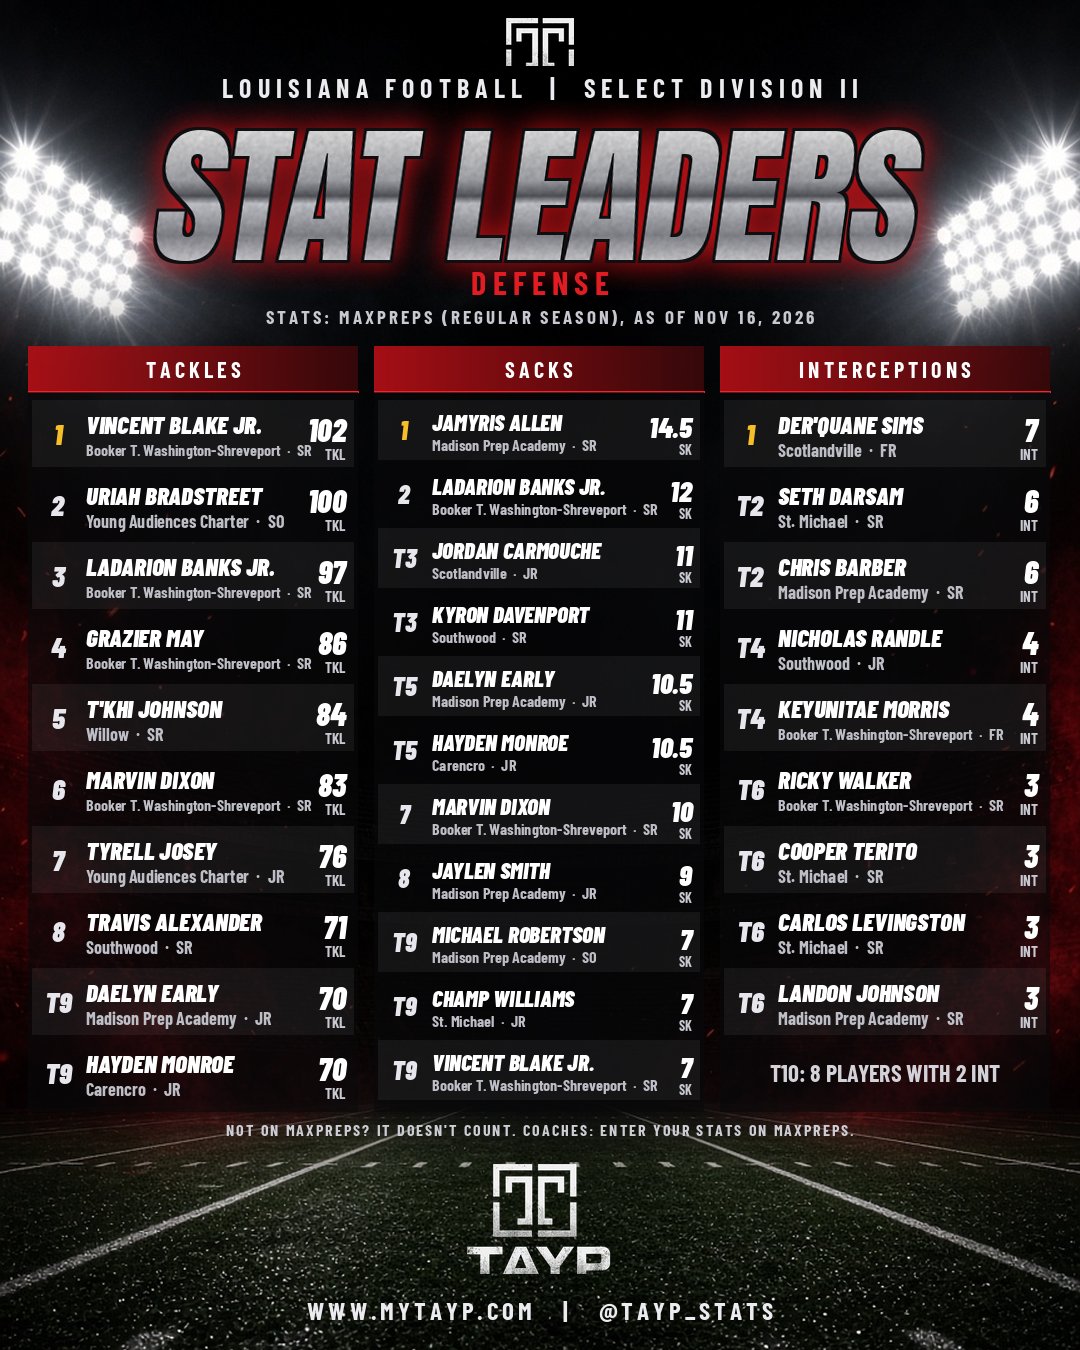 LOUISIANA FOOTBALL | SELECT DIVISION II
STAT LEADERS
DEFENSE
STATS: MAXPREPS (REGULAR SEASON), AS OF NOV 16, 2026
TACKLES
1 VINCENT BLAKE JR. 102
Booker T. Washington-Shreveport · SR TKL
2 URIAH BRADSTREET 100
Young Audiences Charter · SO TKL
3 LADARION BANKS JR. 97
Booker T. Washington-Shreveport · SR TKL
4 GRAZIER MAY 86
Booker T. Washington-Shreveport · SR TKL
5 T'KHI JOHNSON 84
Willow · SR TKL
6 MARVIN DIXON 83
Booker T. Washington-Shreveport · SR TKL
7 TYRELL JOSEY 76
Young Audiences Charter · JR TKL
8 TRAVIS ALEXANDER 71
Southwood · SR TKL
T9 DAELYN EARLY 70
Madison Prep Academy · JR TKL
T9 HAYDEN MONROE 70
Carencro · JR TKL
SACKS
1 JAMYRIS ALLEN 14.5
Madison Prep Academy · SR SK
2 LADARION BANKS JR. 12
Booker T. Washington-Shreveport · SR SK
T3 JORDAN CARMOUCHE 11
Scotlandville · JR SK
T3 KYRON DAVENPORT 11
Southwood · SR SK
T5 DAELYN EARLY 10.5
Madison Prep Academy · JR SK
T5 HAYDEN MONROE 10.5
Carencro · JR SK
7 MARVIN DIXON 10
Booker T. Washington-Shreveport · SR SK
8 JAYLEN SMITH 9
Madison Prep Academy · JR SK
T9 MICHAEL ROBERTSON 7
Madison Prep Academy · SO SK
T9 CHAMP WILLIAMS 7
St. Michael · JR SK
T9 VINCENT BLAKE JR. 7
Booker T. Washington-Shreveport · SR SK
INTERCEPTIONS
1 DER'QUANE SIMS 7
Scotlandville · FR INT
T2 SETH DARSAM 6
St. Michael · SR INT
T2 CHRIS BARBER 6
Madison Prep Academy · SR INT
T4 NICHOLAS RANDLE 4
Southwood · JR INT
T4 KEYUNITAE MORRIS 4
Booker T. Washington-Shreveport · FR INT
T6 RICKY WALKER 3
Booker T. Washington-Shreveport · SR INT
T6 COOPER TERITO 3
St. Michael · SR INT
T6 CARLOS LEVINGSTON 3
St. Michael · SR INT
T6 LANDON JOHNSON 3
Madison Prep Academy · SR INT
T10: 8 PLAYERS WITH 2 INT
NOT ON MAXPREPS? IT DOESN'T COUNT. COACHES: ENTER YOUR STATS ON MAXPREPS.
TAYP
WWW.MYTAYP.COM | @TAYP_STATS